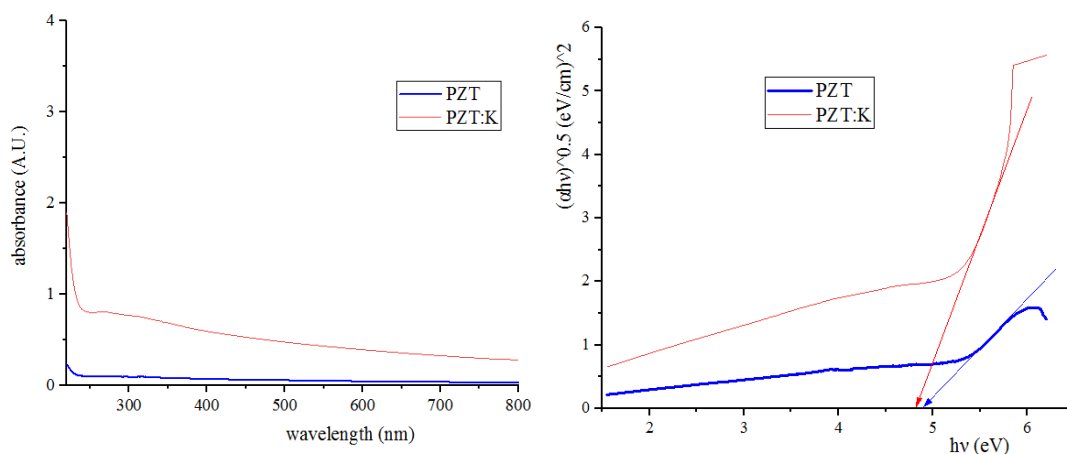 4
3
2
1
0
absorbance (A.U.)
300 400 500 600 700 800
wavelength (nm)
PZT
PZT:K
6
5
4
3
2
1
0
(αhν)^0.5 (eV/cm)^2
2 3 4 5 6
hν (eV)
PZT
PZT:K